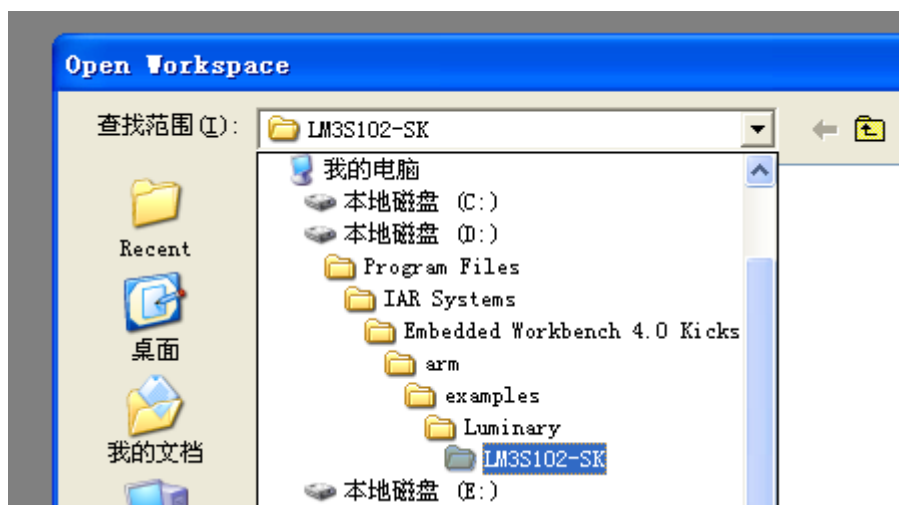 Open Workspace
查找范围(I):
LM3S102-SK
我的电脑
本地磁盘 (C:)
本地磁盘 (D:)
Program Files
IAR Systems
Embedded Workbench 4.0 Kicks
arm
examples
Luminary
LM3S102-SK
本地磁盘 (E:)
Recent
桌面
我的文档